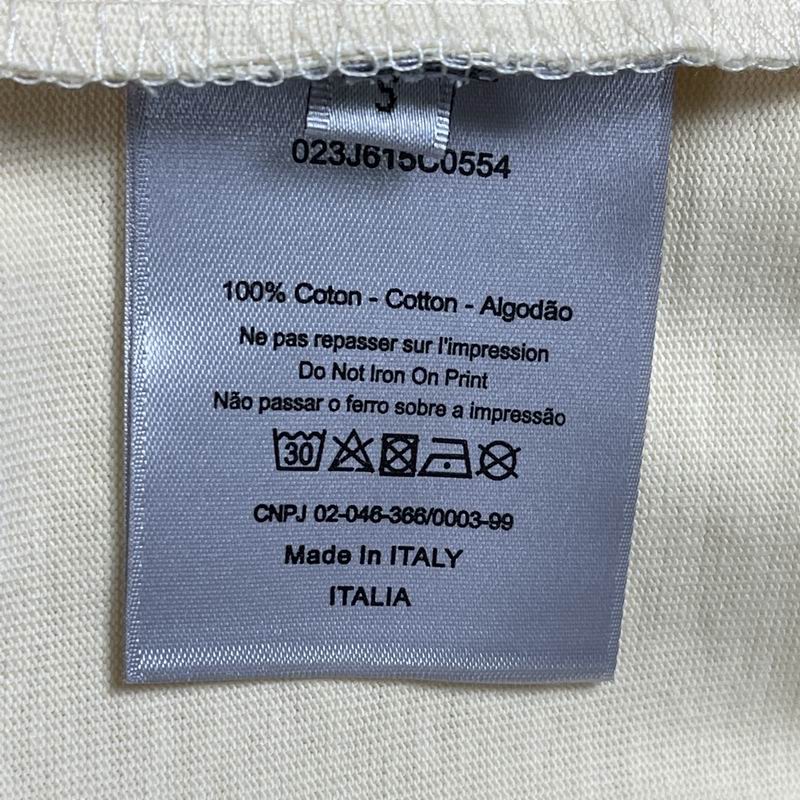 023J615C0554
100% Coton - Cotton - Algodão
Ne pas repasser sur l'impression
Do Not Iron On Print
Não passar o ferro sobre a impressão
30
CNPJ 02-046-366/0003-99
Made In ITALY
ITALIA